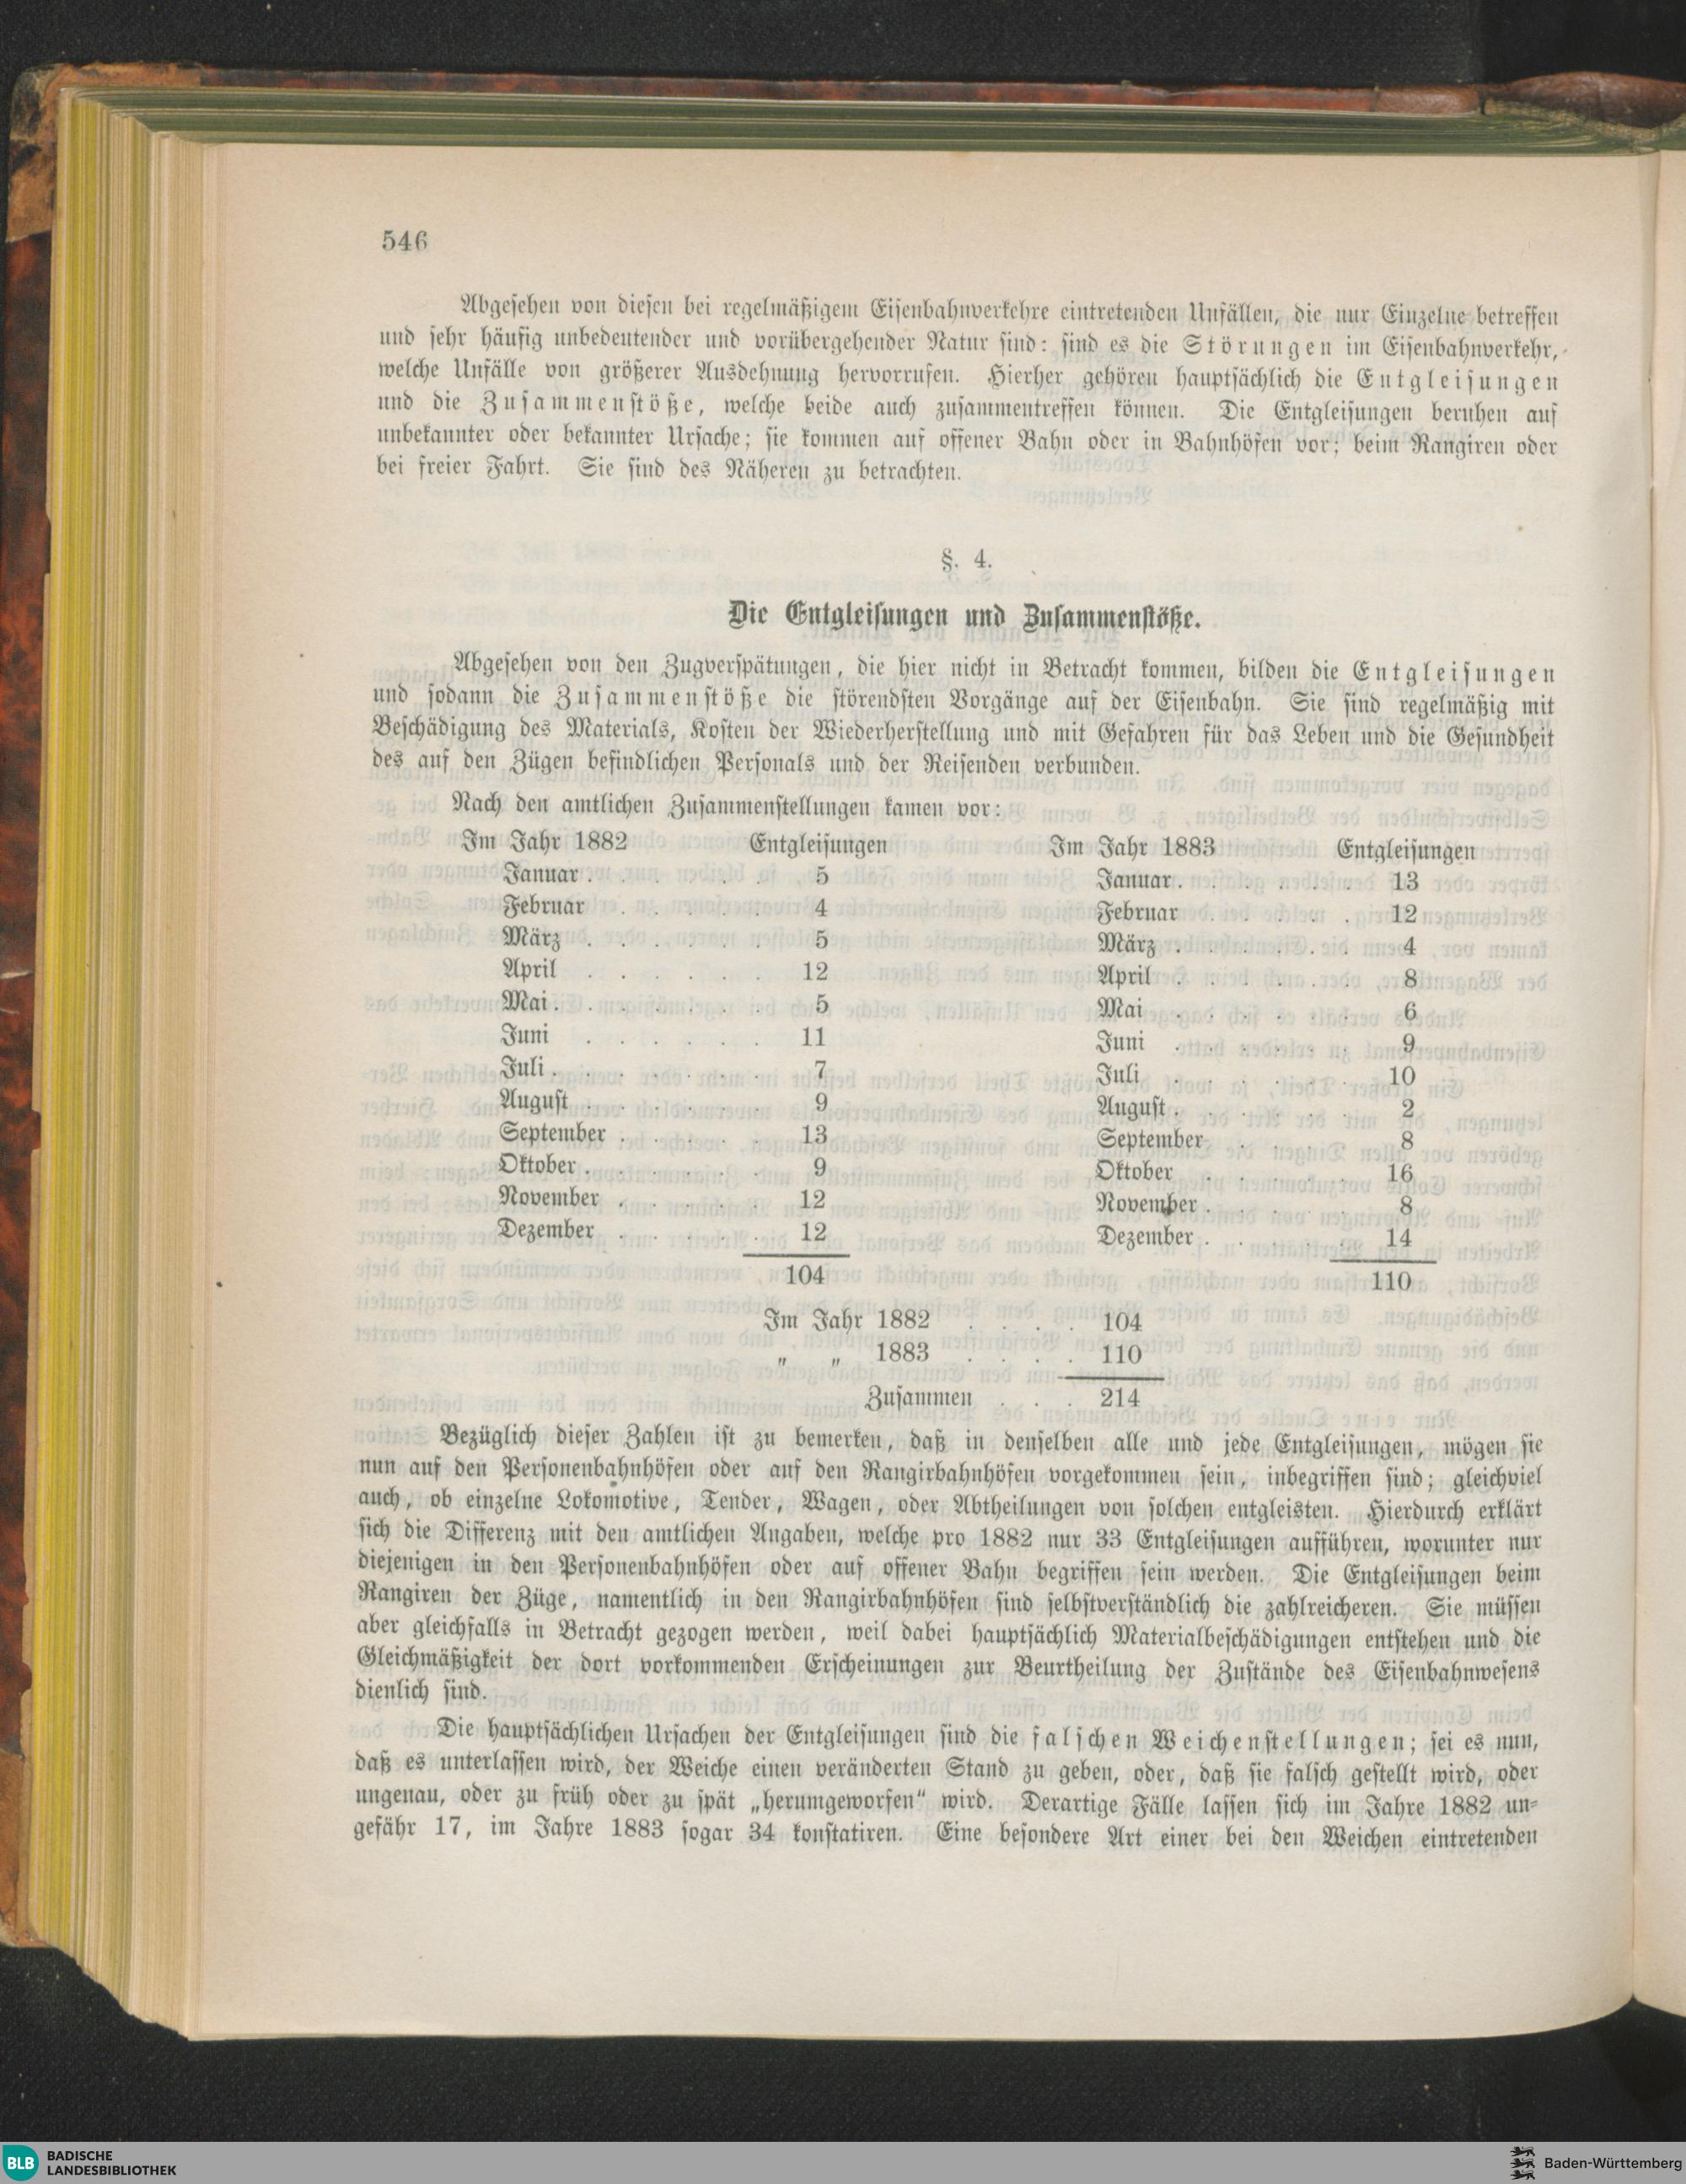 546
Abgesehen von diesen bei regelmäßigem Eisenbahnverkehre eintretenden Unfällen, die nur Einzelne betreffen
und sehr häufig unbedeutender und vorübergehender Natur sind: sind es die Störungen im Eisenbahnverkehr,
welche Unfälle von größerer Ausdehnung hervorrufen. Hierher gehören hauptsächlich die Entgleisungen
und die Zusammenstöße, welche beide auch zusammentreffen können. Die Entgleisungen beruhen auf
unbekannter oder bekannter Ursache; sie kommen auf offener Bahn oder in Bahnhöfen vor; beim Rangiren oder
bei freier Fahrt. Sie sind des Näheren zu betrachten.
§. 4.
Die Entgleisungen und Zusammenstöße.
Abgesehen von den Zugverspätungen, die hier nicht in Betracht kommen, bilden die Entgleisungen
und sodann die Zusammenstöße die störendsten Vorgänge auf der Eisenbahn. Sie sind regelmäßig mit
Beschädigung des Materials, Kosten der Wiederherstellung und mit Gefahren für das Leben und die Gesundheit
des auf den Zügen befindlichen Personals und der Reisenden verbunden.
Nach den amtlichen Zusammenstellungen kamen vor:
Im Jahr 1882 Entgleisungen Im Jahr 1883 Entgleisungen
Januar . . . . . . 5 Januar . . . . . . 13
Februar . . . . . 4 Februar . . . . . 12
März . . . . . . 5 März . . . . . . 4
April . . . . . . 12 April . . . . . . 8
Mai . . . . . . . 5 Mai . . . . . . 6
Juni . . . . . . 11 Juni . . . . . . 9
Juli . . . . . . . 7 Juli . . . . . . 10
August . . . . . . 9 August . . . . . . 2
September . . . . . 13 September . . . . 8
Oktober . . . . . . 9 Oktober . . . . . 16
November . . . . . 12 November . . . . . 8
Dezember . . . . . 12 Dezember . . . . . 14
104 110
Im Jahr 1882 . . . . 104
„ „ 1883 . . . . 110
Zusammen . . . 214
Bezüglich dieser Zahlen ist zu bemerken, daß in denselben alle und jede Entgleisungen, mögen sie
nun auf den Personenbahnhöfen oder auf den Rangirbahnhöfen vorgekommen sein, inbegriffen sind; gleichviel
auch, ob einzelne Lokomotive, Tender, Wagen, oder Abtheilungen von solchen entgleisten. Hierdurch erklärt
sich die Differenz mit den amtlichen Angaben, welche pro 1882 nur 33 Entgleisungen aufführen, worunter nur
diejenigen in den Personenbahnhöfen oder auf offener Bahn begriffen sein werden. Die Entgleisungen beim
Rangiren der Züge, namentlich in den Rangirbahnhöfen sind selbstverständlich die zahlreicheren. Sie müssen
aber gleichfalls in Betracht gezogen werden, weil dabei hauptsächlich Materialbeschädigungen entstehen und die
Gleichmäßigkeit der dort vorkommenden Erscheinungen zur Beurtheilung der Zustände des Eisenbahnwesens
dienlich sind.
Die hauptsächlichen Ursachen der Entgleisungen sind die falschen Weichenstellungen; sei es nun,
daß es unterlassen wird, der Weiche einen veränderten Stand zu geben, oder, daß sie falsch gestellt wird, oder
ungenau, oder zu früh oder zu spät „herumgeworfen“ wird. Derartige Fälle lassen sich im Jahre 1882 un-
gefähr 17, im Jahre 1883 sogar 34 konstatiren. Eine besondere Art einer bei den Weichen eintretenden
BLB BADISCHE
LANDESBIBLIOTHEK
Baden-Württemberg